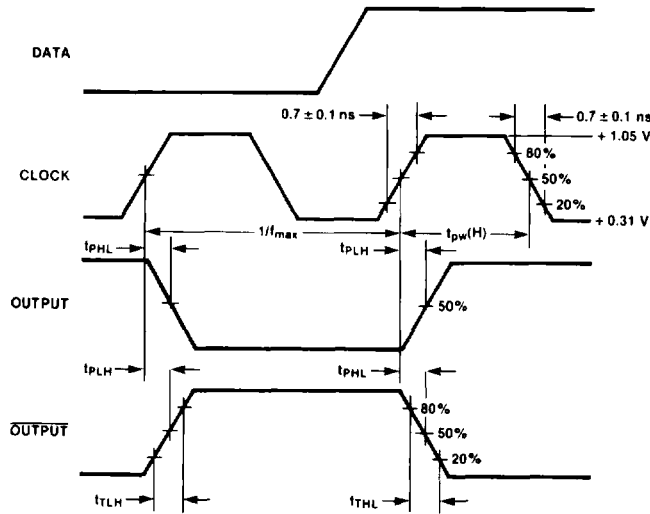 DATA
0.7 ± 0.1 ns
0.7 ± 0.1 ns
+ 1.05 V
80%
CLOCK
50%
20%
+ 0.31 V
1/fmax
tpw(H)
tPHL
tPLH
OUTPUT
50%
tPLH
tPHL
80%
OUTPUT
50%
20%
tTLH
tTHL